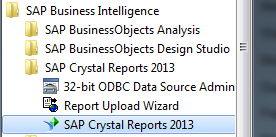 SAP Business Intelligence
SAP BusinessObjects Analysis
SAP BusinessObjects Design Studio
SAP Crystal Reports 2013
32-bit ODBC Data Source Admin
Report Upload Wizard
SAP Crystal Reports 2013